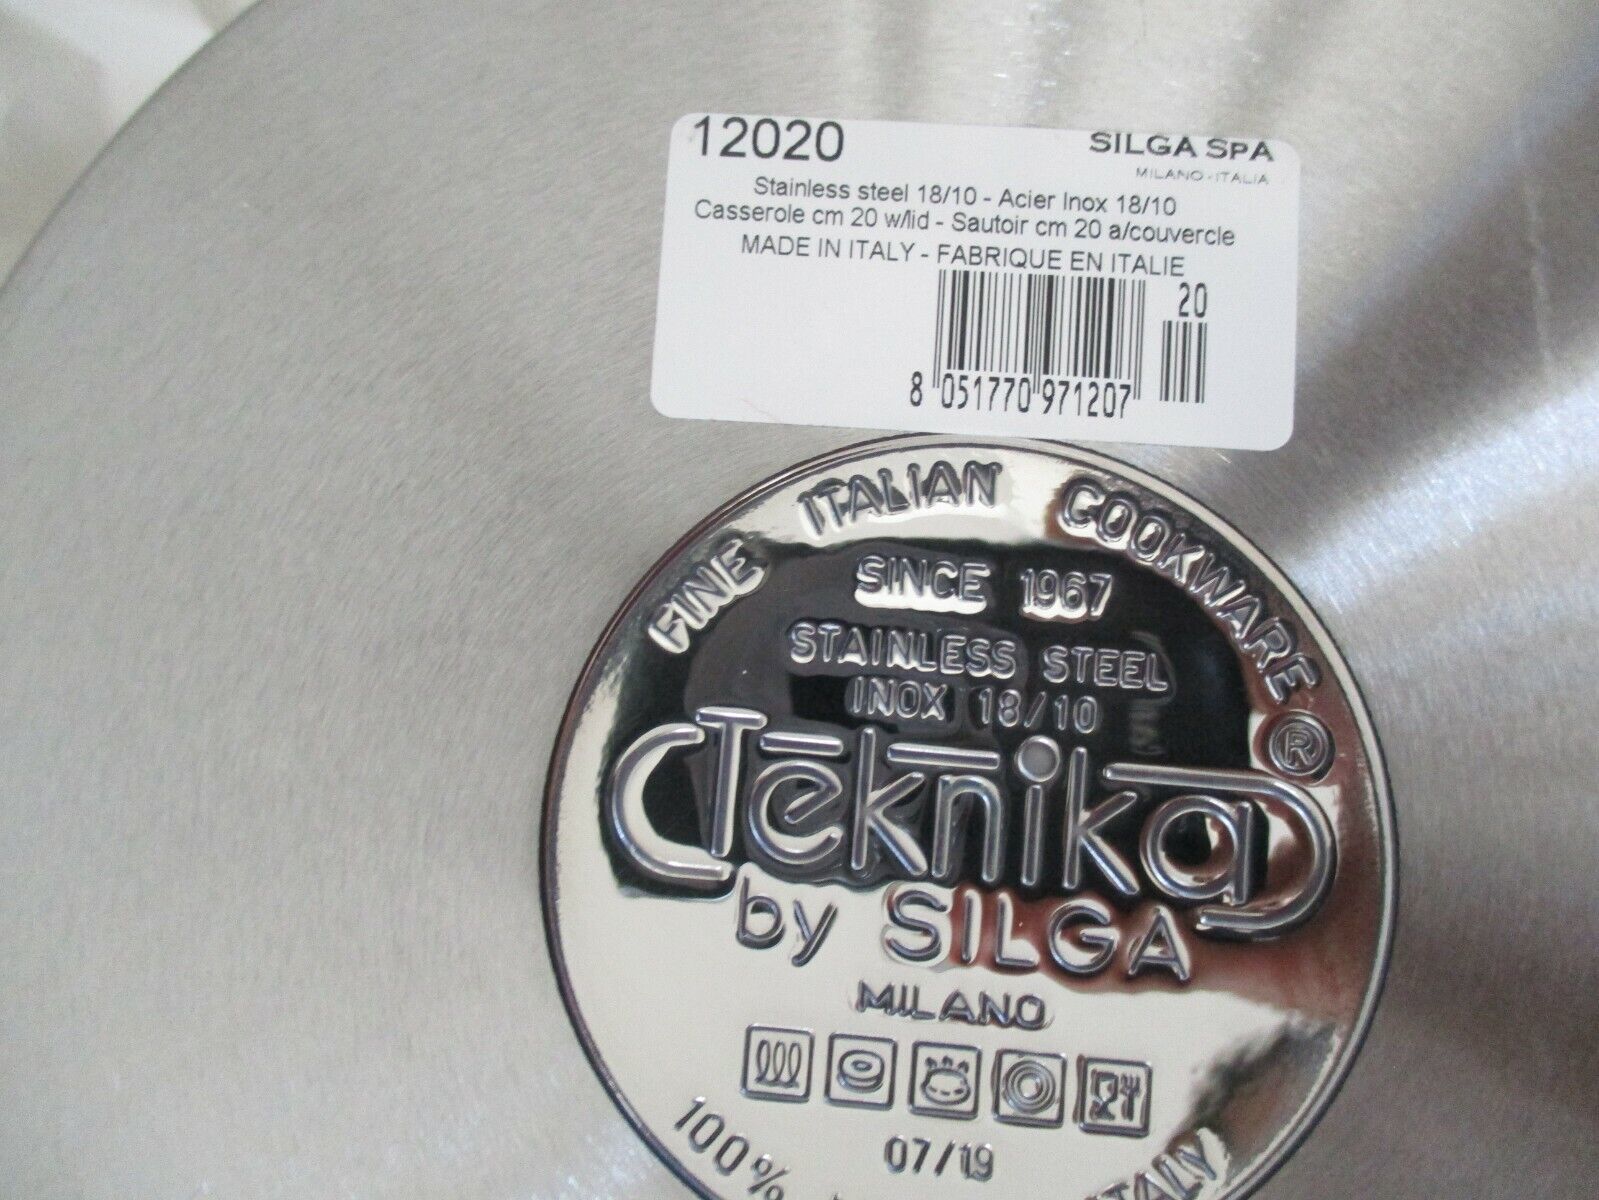 12020
SILGA SPA
MILANO - ITALIA
Stainless steel 18/10 - Acier Inox 18/10
Casserole cm 20 w/lid - Sautoir cm 20 a/couvercle
MADE IN ITALY - FABRIQUE EN ITALIE
20
8 051770 971207
FINE ITALIAN COOKWARE
SINCE 1967
STAINLESS STEEL
INOX 18/10
Teknika®
by SILGA
MILANO
07/19
100% ITALY